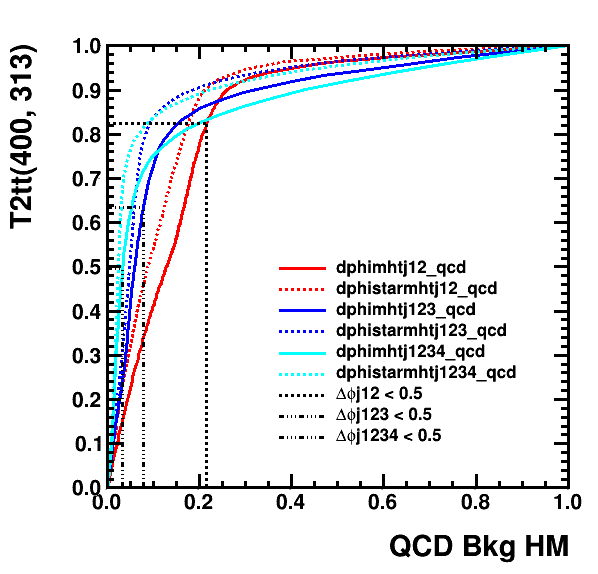 T2tt(400, 313)
1.0
0.9
0.8
0.7
0.6
0.5
0.4
0.3
0.2
0.1
0.0
dphimhtj12_qcd
dphistarmhtj12_qcd
dphimhtj123_qcd
dphistarmhtj123_qcd
dphimhtj1234_qcd
dphistarmhtj1234_qcd
Δϕj12 < 0.5
Δϕj123 < 0.5
Δϕj1234 < 0.5
0.0 0.2 0.4 0.6 0.8 1.0
QCD Bkg HM